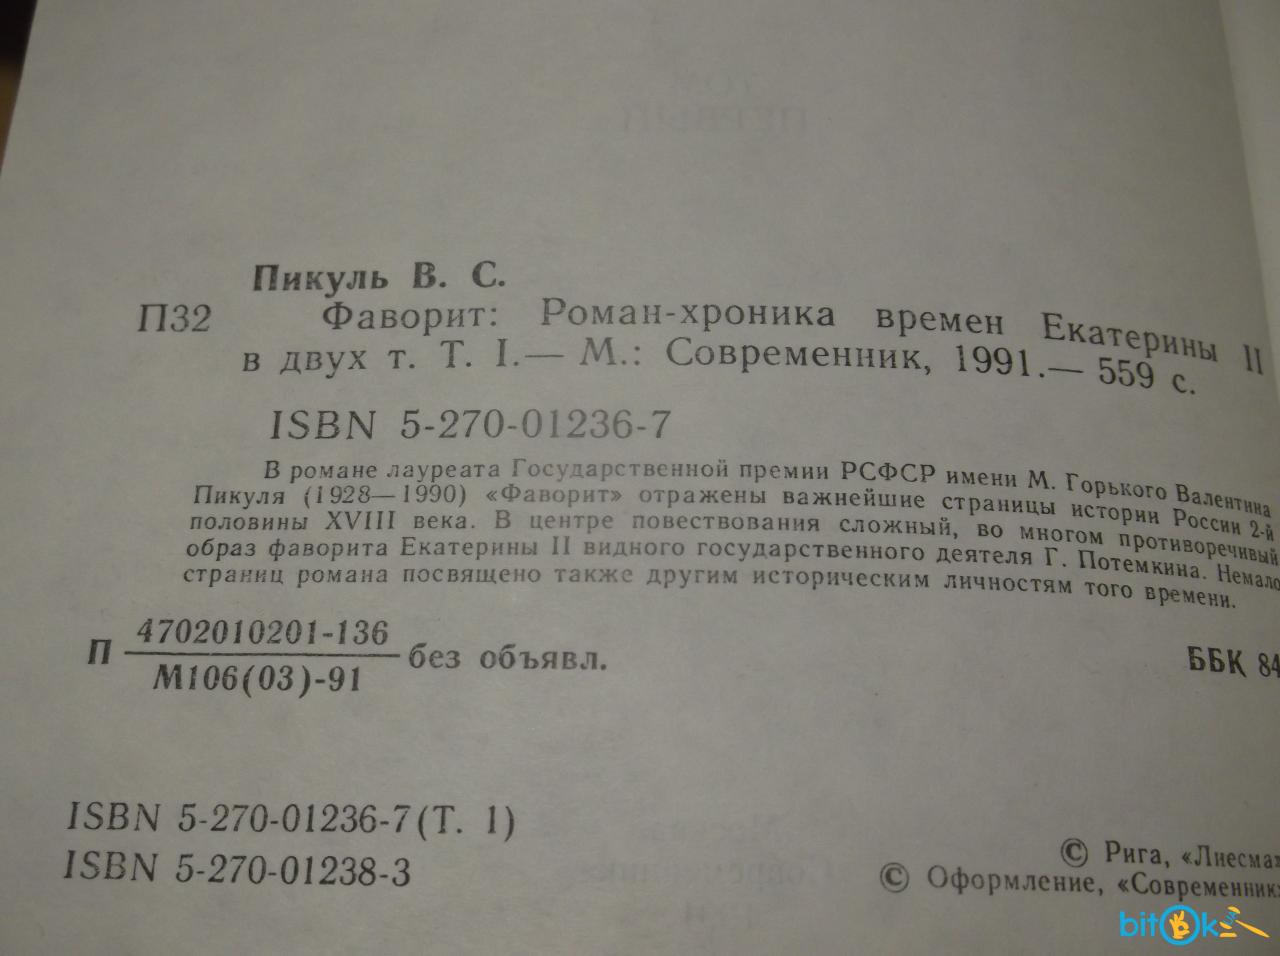 Пикуль В. С.
П32 Фаворит: Роман-хроника времен Екатерины II
в двух т. Т. I.— М.: Современник, 1991.— 559 с.
ISBN 5-270-01236-7
В романе лауреата Государственной премии РСФСР имени М. Горького Валентина
Пикуля (1928—1990) «Фаворит» отражены важнейшие страницы истории России 2-й
половины XVIII века. В центре повествования сложный, во многом противоречивый
образ фаворита Екатерины II видного государственного деятеля Г. Потемкина. Немало
страниц романа посвящено также другим историческим личностям того времени.
П 4702010201-136 без объявл.
М106(03)-91
ББК 84
ISBN 5-270-01236-7 (Т. 1)
ISBN 5-270-01238-3
© Рига, «Лиесма»
© Оформление, «Современник»